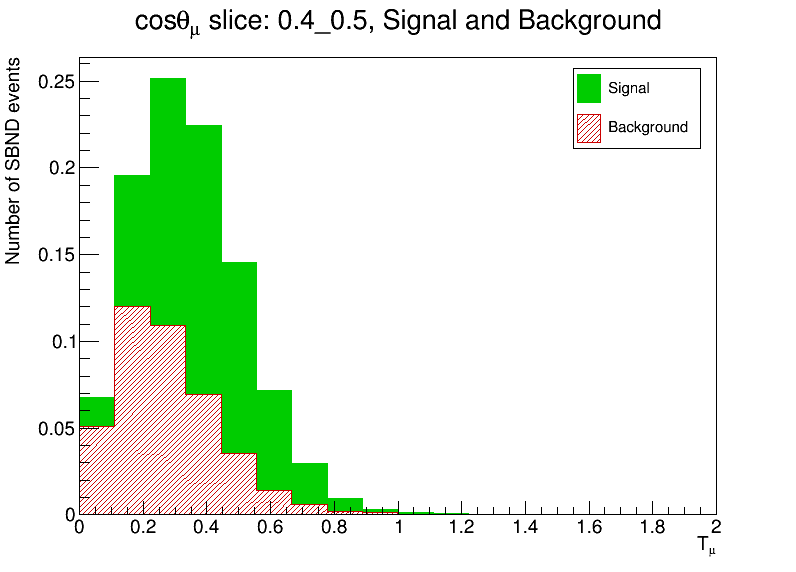 cosθμ slice: 0.4_0.5, Signal and Background
Number of SBND events
Signal
Background
0.25
0.2
0.15
0.1
0.05
0
0 0.2 0.4 0.6 0.8 1 1.2 1.4 1.6 1.8 2
Tμ